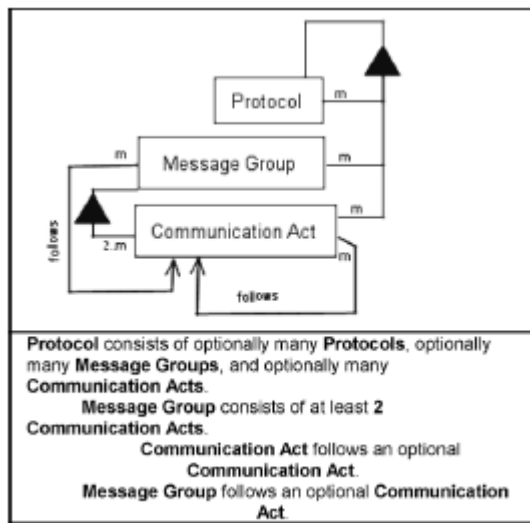 m
Protocol
m
Message Group
m
m
Communication Act
2..m
m
follows
follows
Protocol consists of optionally many Protocols, optionally
many Message Groups, and optionally many
Communication Acts.
Message Group consists of at least 2
Communication Acts.
Communication Act follows an optional
Communication Act.
Message Group follows an optional Communication
Act.